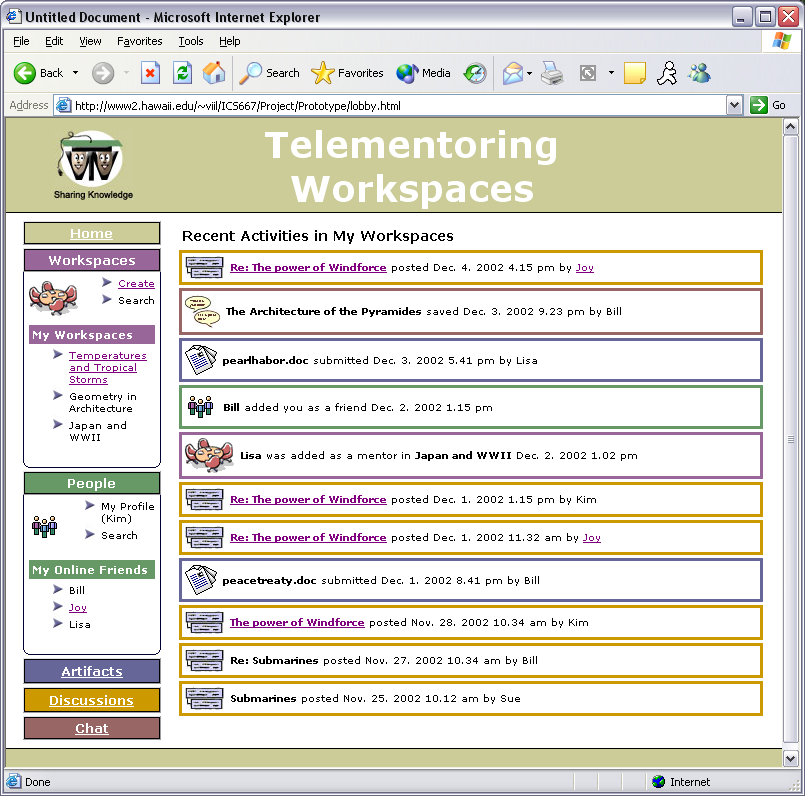 Untitled Document - Microsoft Internet Explorer
File Edit View Favorites Tools Help
Back Search Favorites Media
Address http://www2.hawaii.edu/~viil/ICS667/Project/Prototype/lobby.html Go
Telementoring
Workspaces
Sharing Knowledge
Home
Workspaces
Create
Search
My Workspaces
Temperatures
and Tropical
Storms
Geometry in
Architecture
Japan and
WWII
People
My Profile
(Kim)
Search
My Online Friends
Bill
Joy
Lisa
Artifacts
Discussions
Chat
Recent Activities in My Workspaces
Re: The power of Windforce posted Dec. 4. 2002 4.15 pm by Joy
The Architecture of the Pyramides saved Dec. 3. 2002 9.23 pm by Bill
pearlhabor.doc submitted Dec. 3. 2002 5.41 pm by Lisa
Bill added you as a friend Dec. 2. 2002 1.15 pm
Lisa was added as a mentor in Japan and WWII Dec. 2. 2002 1.02 pm
Re: The power of Windforce posted Dec. 1. 2002 1.15 pm by Kim
Re: The power of Windforce posted Dec. 1. 2002 11.32 am by Joy
peacetreaty.doc submitted Dec. 1. 2002 8.41 pm by Bill
The power of Windforce posted Nov. 28. 2002 10.34 am by Kim
Re: Submarines posted Nov. 27. 2002 10.34 am by Bill
Submarines posted Nov. 25. 2002 10.12 am by Sue
Done Internet